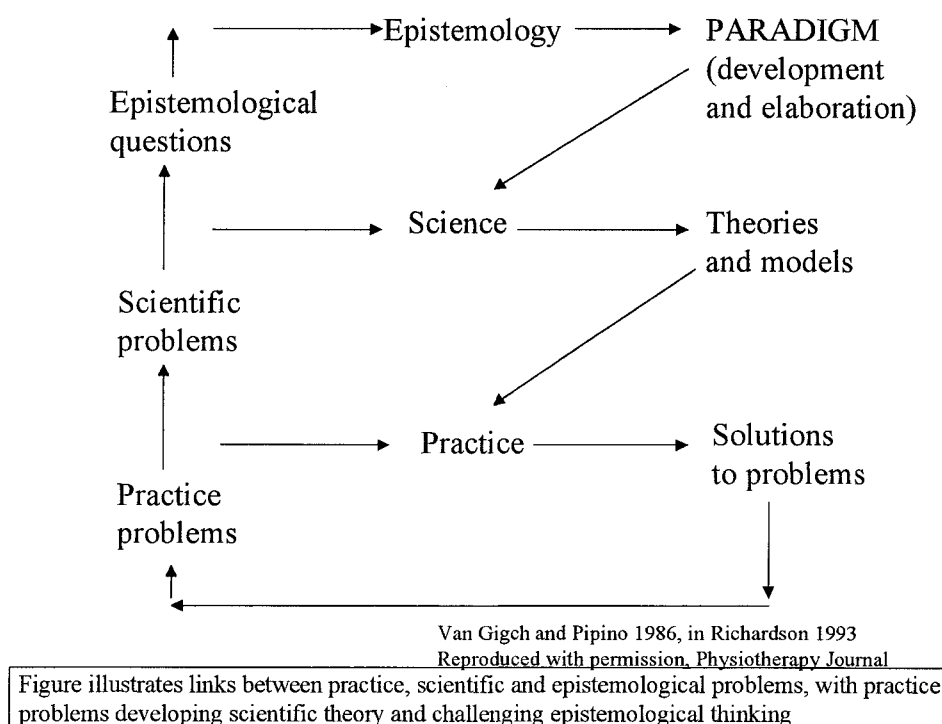 Epistemology
PARADIGM
(development
and elaboration)
Epistemological
questions
Science
Theories
and models
Scientific
problems
Practice
Solutions
to problems
Practice
problems
Van Gigch and Pipino 1986, in Richardson 1993
Reproduced with permission, Physiotherapy Journal
Figure illustrates links between practice, scientific and epistemological problems, with practice
problems developing scientific theory and challenging epistemological thinking